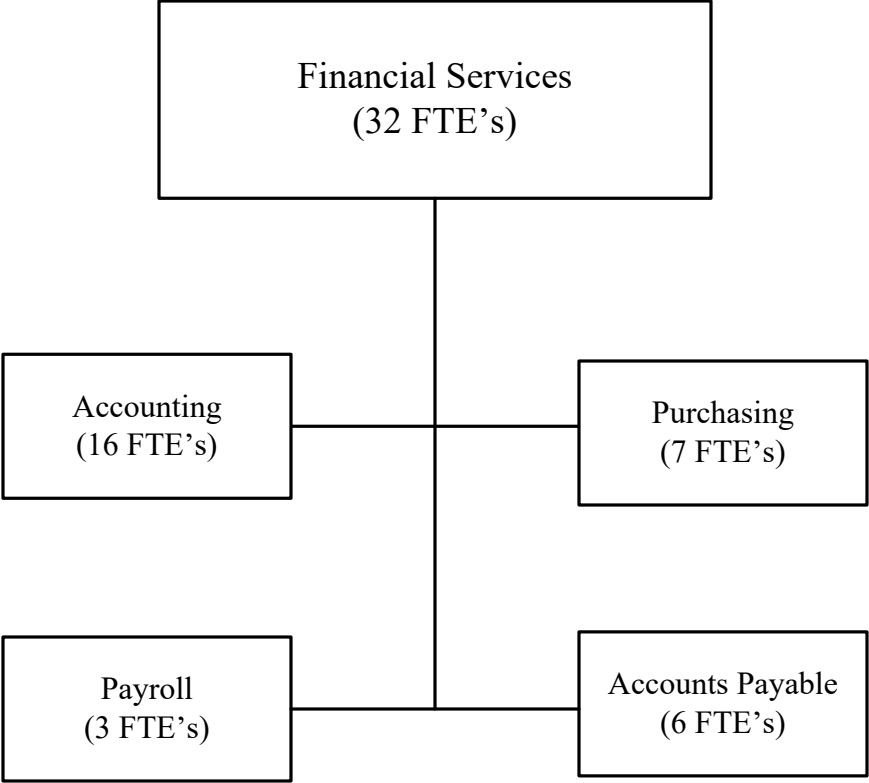 Financial Services
(32 FTE’s)
Accounting
(16 FTE’s)
Purchasing
(7 FTE’s)
Payroll
(3 FTE’s)
Accounts Payable
(6 FTE’s)